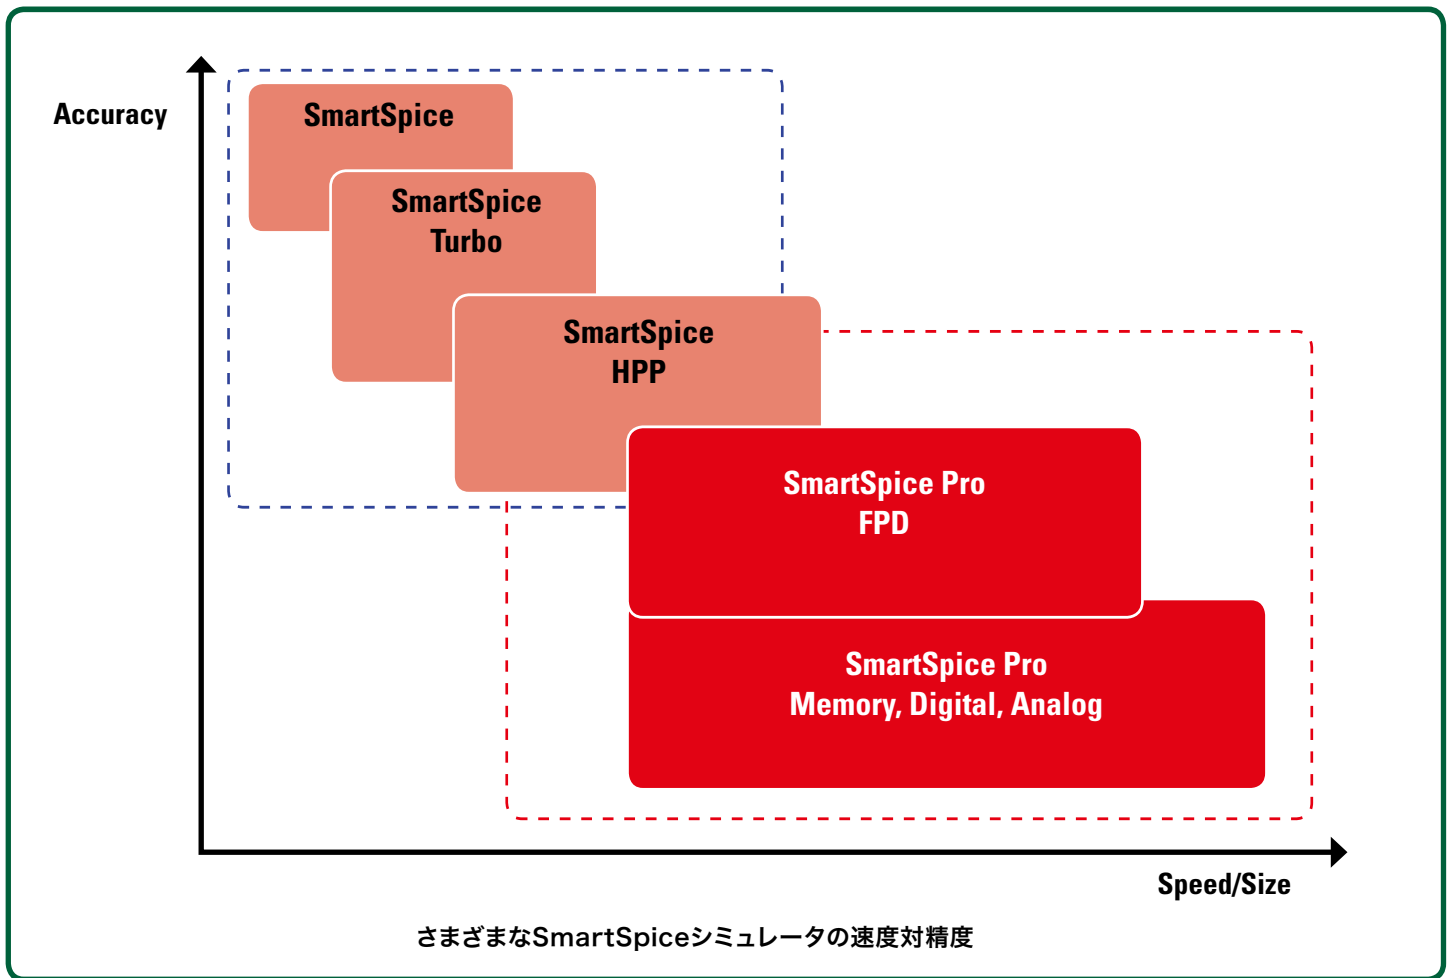 Accuracy
SmartSpice
SmartSpice
Turbo
SmartSpice
HPP
SmartSpice Pro
FPD
SmartSpice Pro
Memory, Digital, Analog
Speed/Size
さまざまなSmartSpiceシミュレータの速度対精度